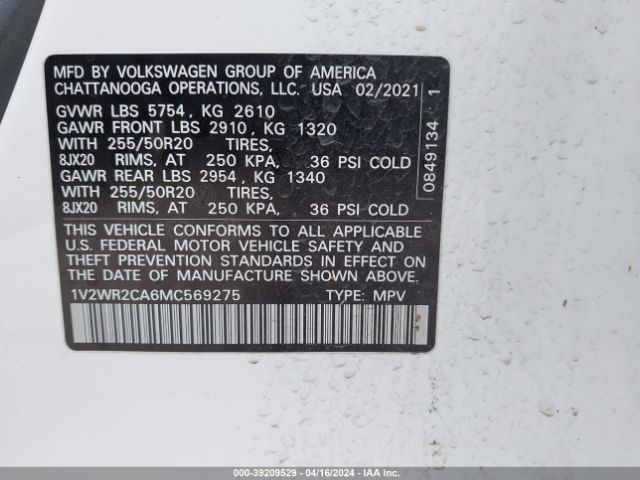 MFD BY VOLKSWAGEN GROUP OF AMERICA
CHATTANOOGA OPERATIONS, LLC. USA 02/2021
GVWR LBS 5754, KG 2610
GAWR FRONT LBS 2910, KG 1320
WITH 255/50R20 TIRES,
8JX20 RIMS, AT 250 KPA, 36 PSI COLD
GAWR REAR LBS 2954, KG 1340
WITH 255/50R20 TIRES,
8JX20 RIMS, AT 250 KPA, 36 PSI COLD
THIS VEHICLE CONFORMS TO ALL APPLICABLE
U.S. FEDERAL MOTOR VEHICLE SAFETY AND
THEFT PREVENTION STANDARDS IN EFFECT ON
THE DATE OF MANUFACTURE SHOWN ABOVE.
1V2WR2CA6MC569275 TYPE: MPV
0849134 1
000-39209529 - 04/16/2024 - IAA Inc.